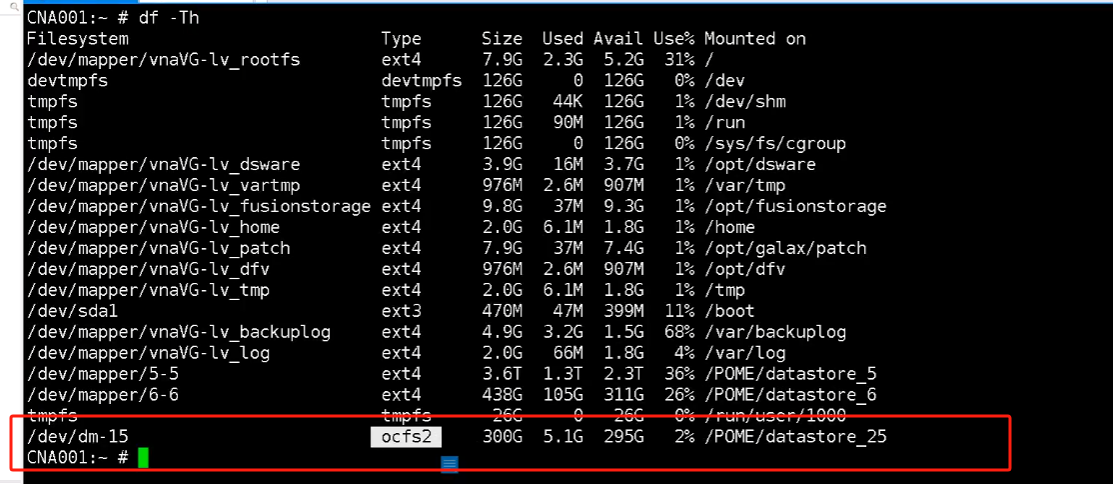 CNA001:~ # df -Th
Filesystem Type Size Used Avail Use% Mounted on
/dev/mapper/vnaVG-lv_rootfs ext4 7.9G 2.3G 5.2G 31% /
devtmpfs devtmpfs 126G 0 126G 0% /dev
tmpfs tmpfs 126G 44K 126G 1% /dev/shm
tmpfs tmpfs 126G 90M 126G 1% /run
tmpfs tmpfs 126G 0 126G 0% /sys/fs/cgroup
/dev/mapper/vnaVG-lv_dsware ext4 3.9G 16M 3.7G 1% /opt/dsware
/dev/mapper/vnaVG-lv_vartmp ext4 976M 2.6M 907M 1% /var/tmp
/dev/mapper/vnaVG-lv_fusionstorage ext4 9.8G 37M 9.3G 1% /opt/fusionstorage
/dev/mapper/vnaVG-lv_home ext4 2.0G 6.1M 1.8G 1% /home
/dev/mapper/vnaVG-lv_patch ext4 7.9G 37M 7.4G 1% /opt/galax/patch
/dev/mapper/vnaVG-lv_dfv ext4 976M 2.6M 907M 1% /opt/dfv
/dev/mapper/vnaVG-lv_tmp ext4 2.0G 6.1M 1.8G 1% /tmp
/dev/sda1 ext3 470M 47M 399M 11% /boot
/dev/mapper/vnaVG-lv_backuplog ext4 4.9G 3.2G 1.5G 68% /var/backuplog
/dev/mapper/vnaVG-lv_log ext4 2.0G 66M 1.8G 4% /var/log
/dev/mapper/5-5 ext4 3.6T 1.3T 2.3T 36% /POME/datastore_5
/dev/mapper/6-6 ext4 438G 105G 311G 26% /POME/datastore_6
tmpfs tmpfs 26G 0 26G 0% /run/user/1000
/dev/dm-15 ocfs2 300G 5.1G 295G 2% /POME/datastore_25
CNA001:~ #